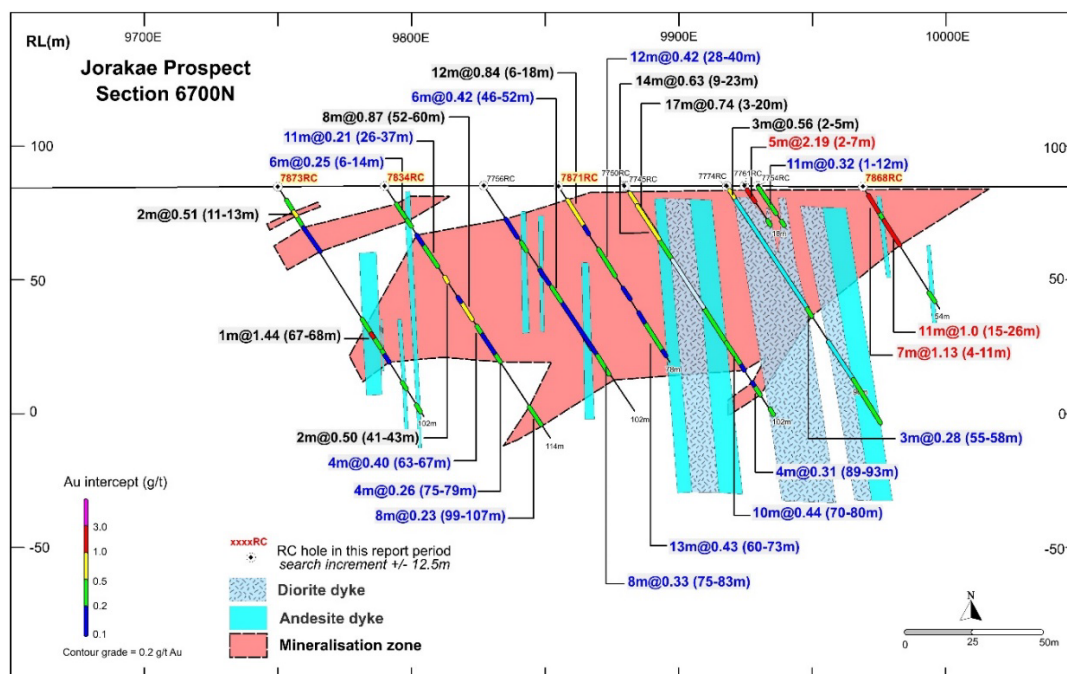 9700E
9800E
9900E
10000E
RL(m)
Jorakae Prospect
Section 6700N
12m@0.42 (28-40m)
12m@0.84 (6-18m)
14m@0.63 (9-23m)
6m@0.42 (46-52m)
17m@0.74 (3-20m)
8m@0.87 (52-60m)
3m@0.56 (2-5m)
11m@0.21 (26-37m)
5m@2.19 (2-7m)
6m@0.25 (6-14m)
11m@0.32 (1-12m)
100
100
7873RC
7834RC
7756RC
7871RC
7750RC
7745RC
7774RC
7761RC
7754RC
7868RC
2m@0.51 (11-13m)
18m
50
50
54m
1m@1.44 (67-68m)
11m@1.0 (15-26m)
7m@1.13 (4-11m)
78m
0
0
102m
102m
102m
114m
2m@0.50 (41-43m)
3m@0.28 (55-58m)
4m@0.40 (63-67m)
4m@0.31 (89-93m)
4m@0.26 (75-79m)
10m@0.44 (70-80m)
8m@0.23 (99-107m)
13m@0.43 (60-73m)
8m@0.33 (75-83m)
-50
-50
Au intercept (g/t)
3.0
1.0
0.5
0.2
0.1
Contour grade = 0.2 g/t Au
xxxxRC
RC hole in this report period
search increment +/- 12.5m
Diorite dyke
Andesite dyke
Mineralisation zone
N
0
25
50m